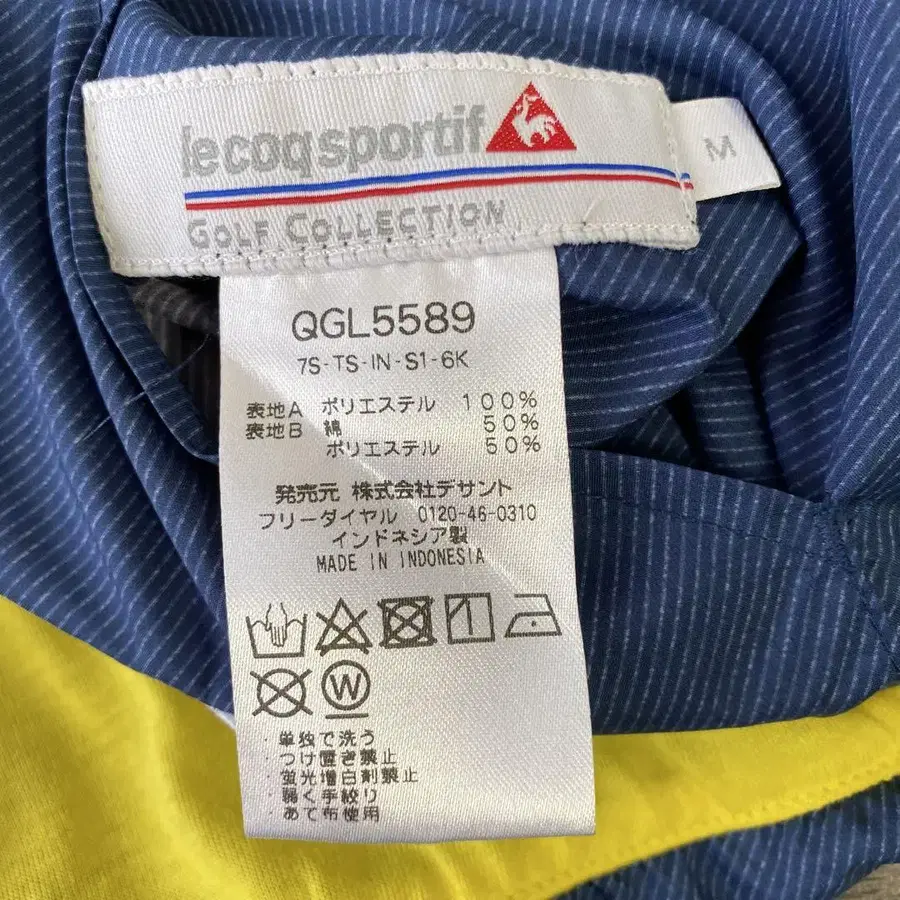 lecoqsportif
M
GOLF COLLECTION
QGL5589
7S-TS-IN-S1-6K
表地A ポリエステル 100%
表地B 綿 50%
ポリエステル 50%
発売元 株式会社デサント
フリーダイヤル 0120-46-0310
インドネシア製
MADE IN INDONESIA
W
・単独で洗う
・つけ置き禁止
・蛍光増白剤禁止
・弱く手絞り
・あて布使用